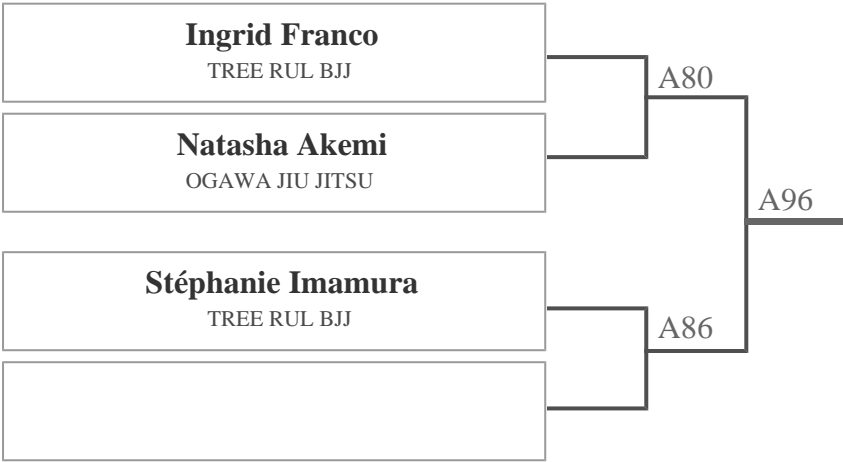 Ingrid Franco
TREE RUL BJJ
A80
Natasha Akemi
OGAWA JIU JITSU
A96
Stéphanie Imamura
TREE RUL BJJ
A86